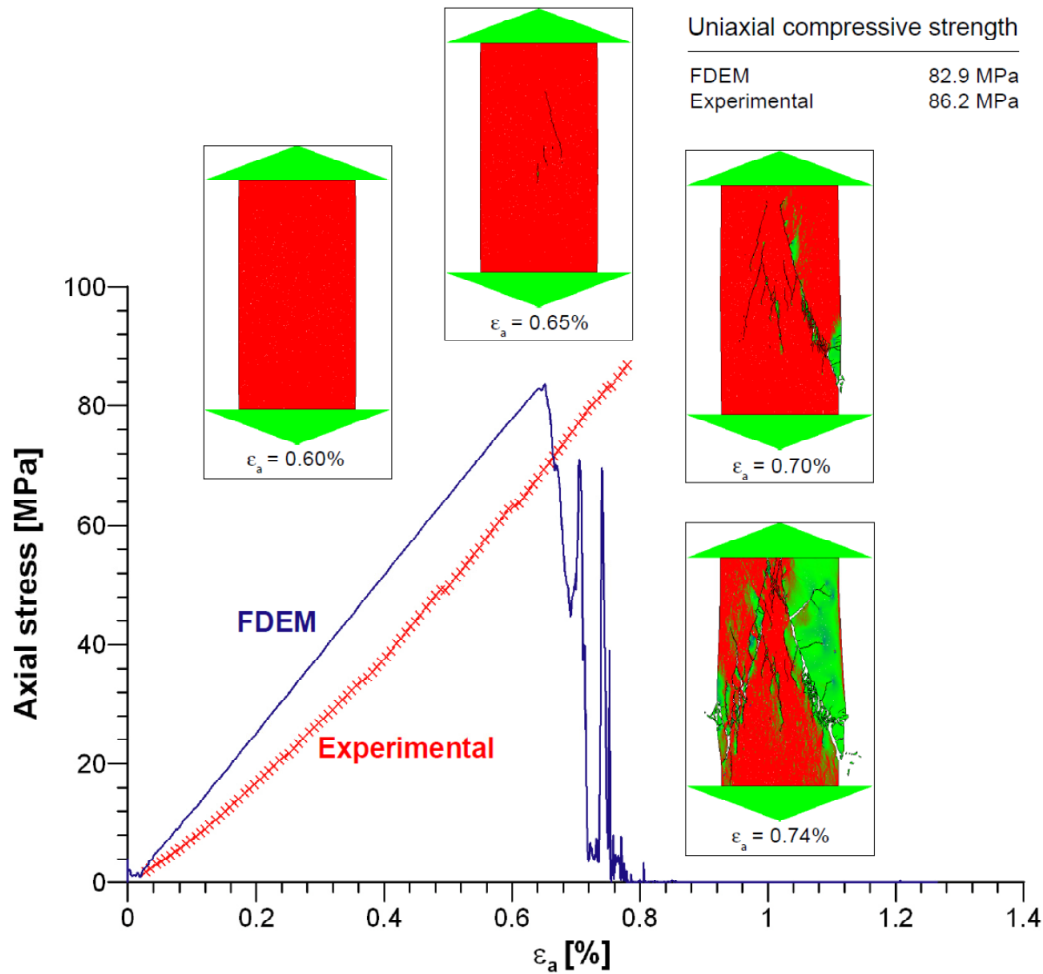 Uniaxial compressive strength
FDEM 82.9 MPa
Experimental 86.2 MPa
εa = 0.60%
εa = 0.65%
εa = 0.70%
εa = 0.74%
Axial stress [MPa]
100
80
60
40
20
0
FDEM
Experimental
0 0.2 0.4 0.6 0.8 1 1.2 1.4
εa [%]